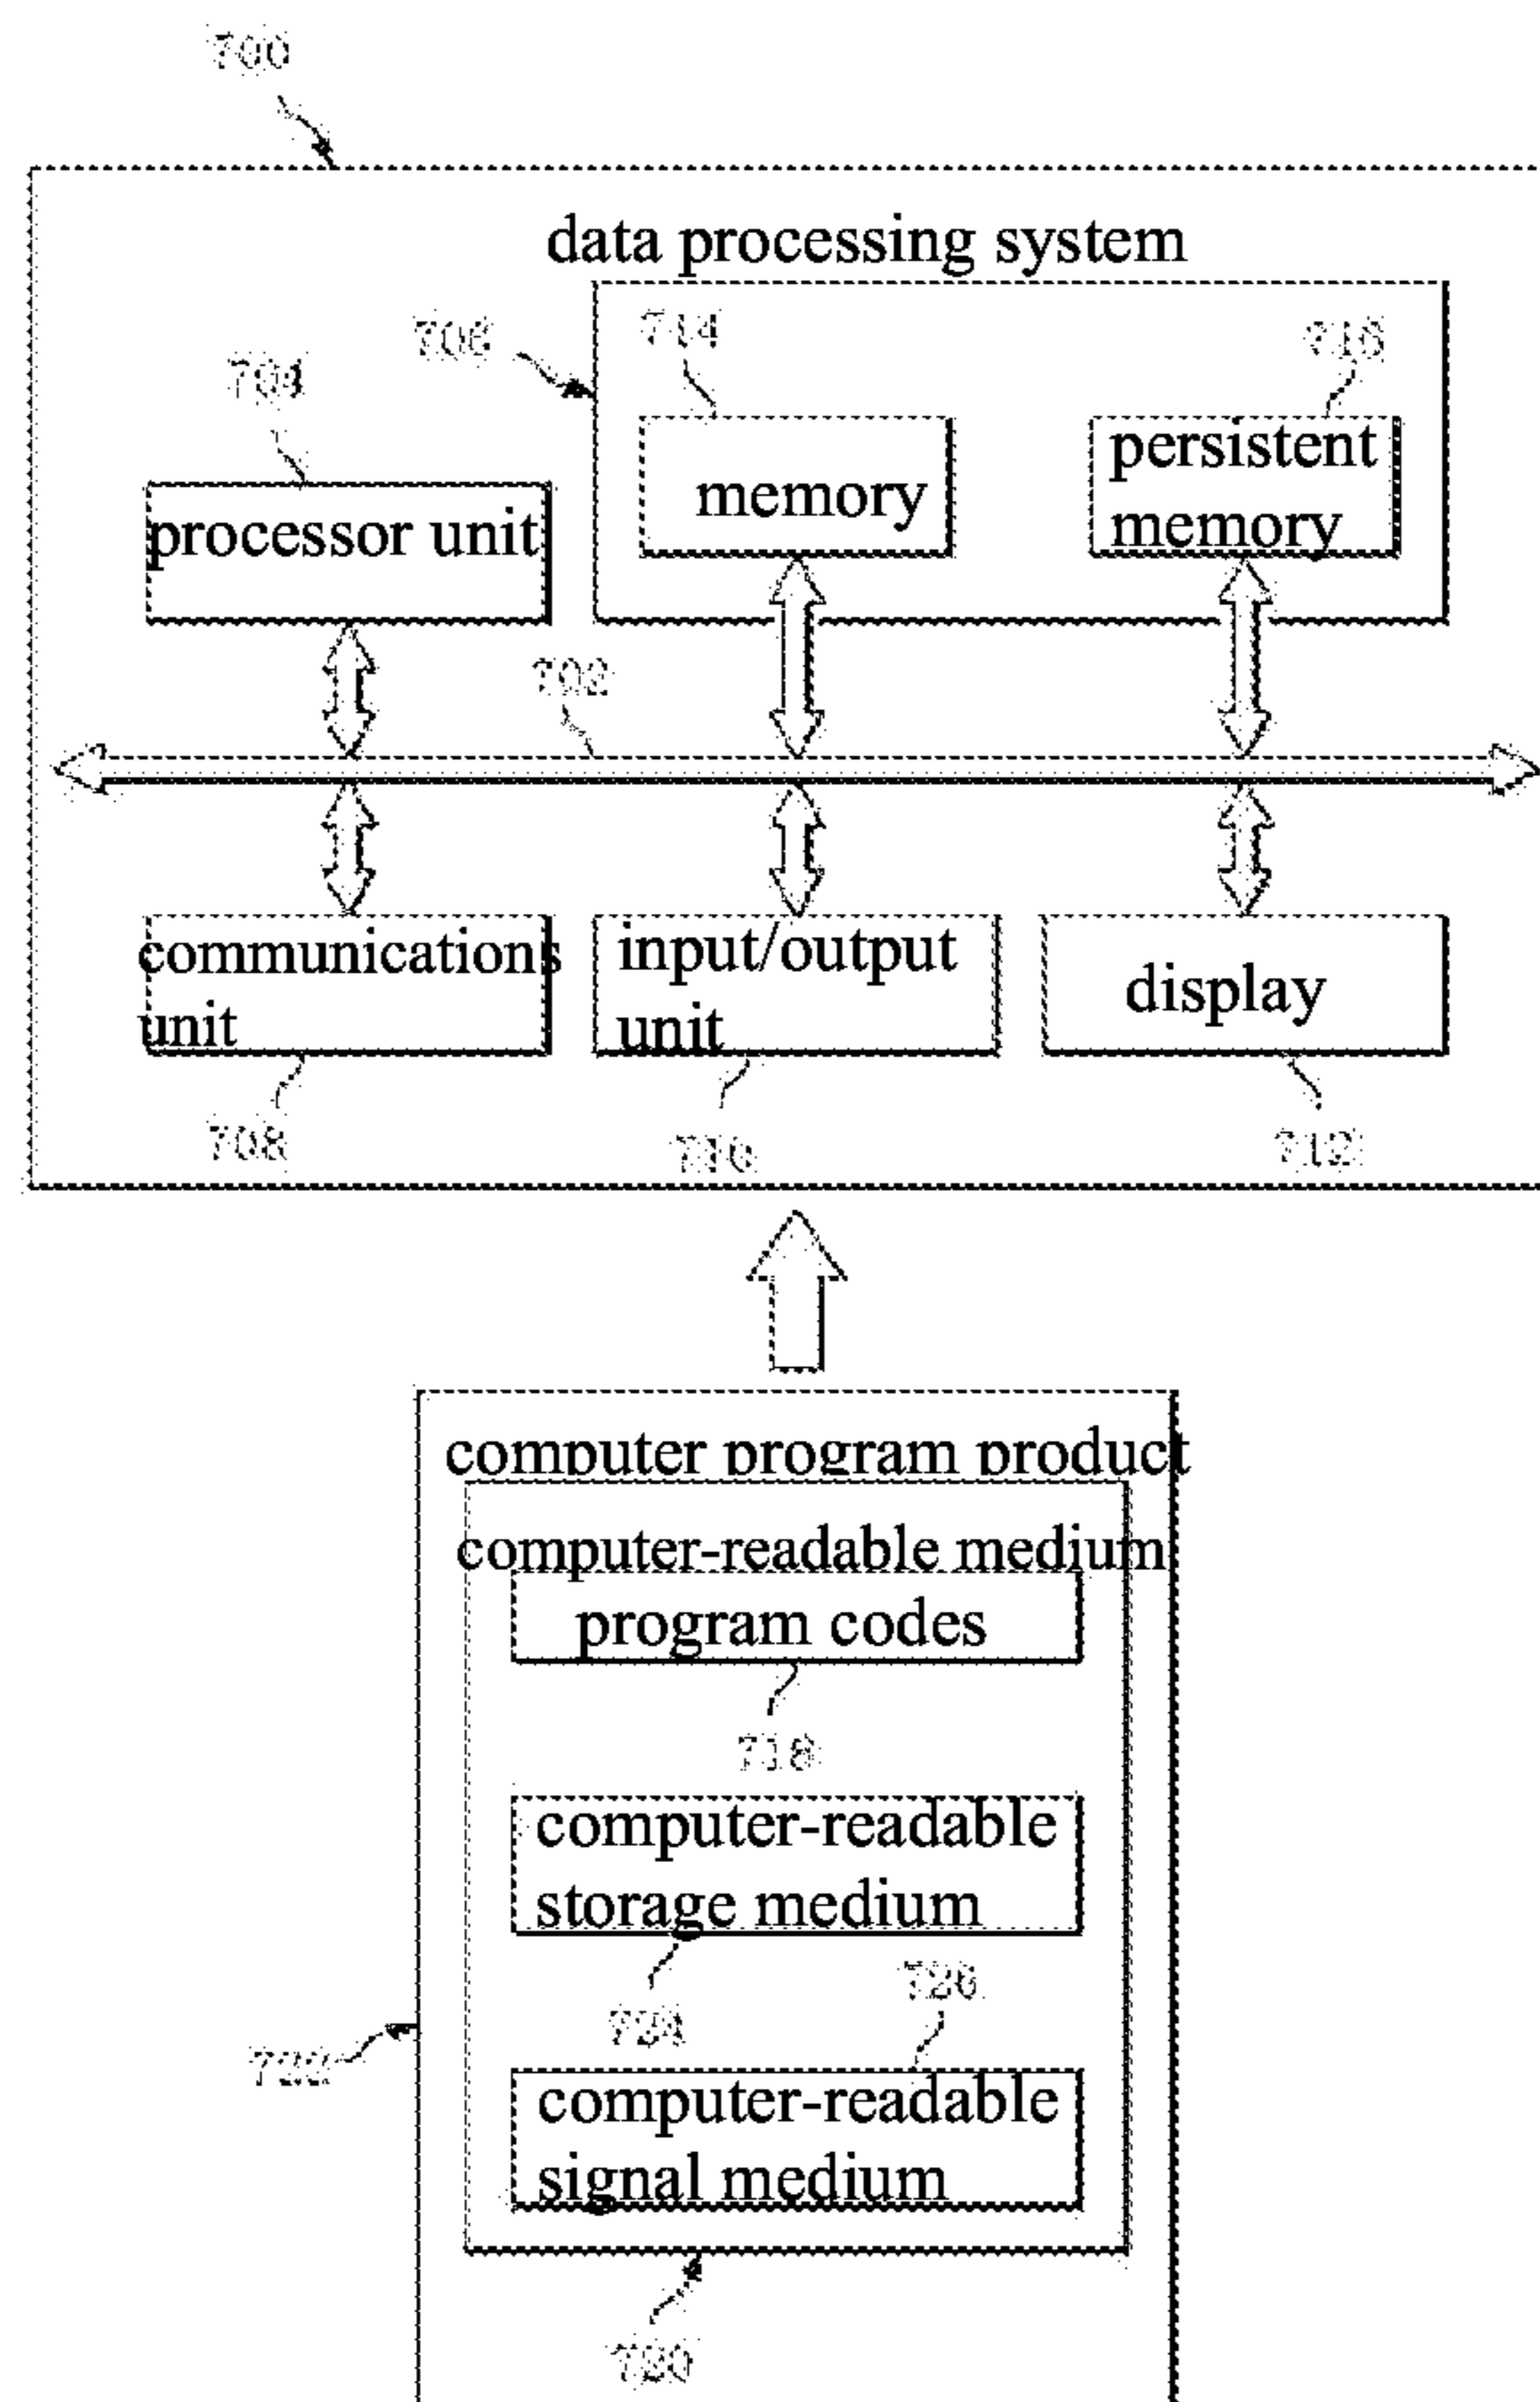 700
data processing system
706
714
716
704
memory
persistent
memory
processor unit
702
communications
unit
input/output
unit
display
708
710
712
computer program product
computer-readable medium
program codes
718
computer-readable
storage medium
724
726
722
computer-readable
signal medium
720